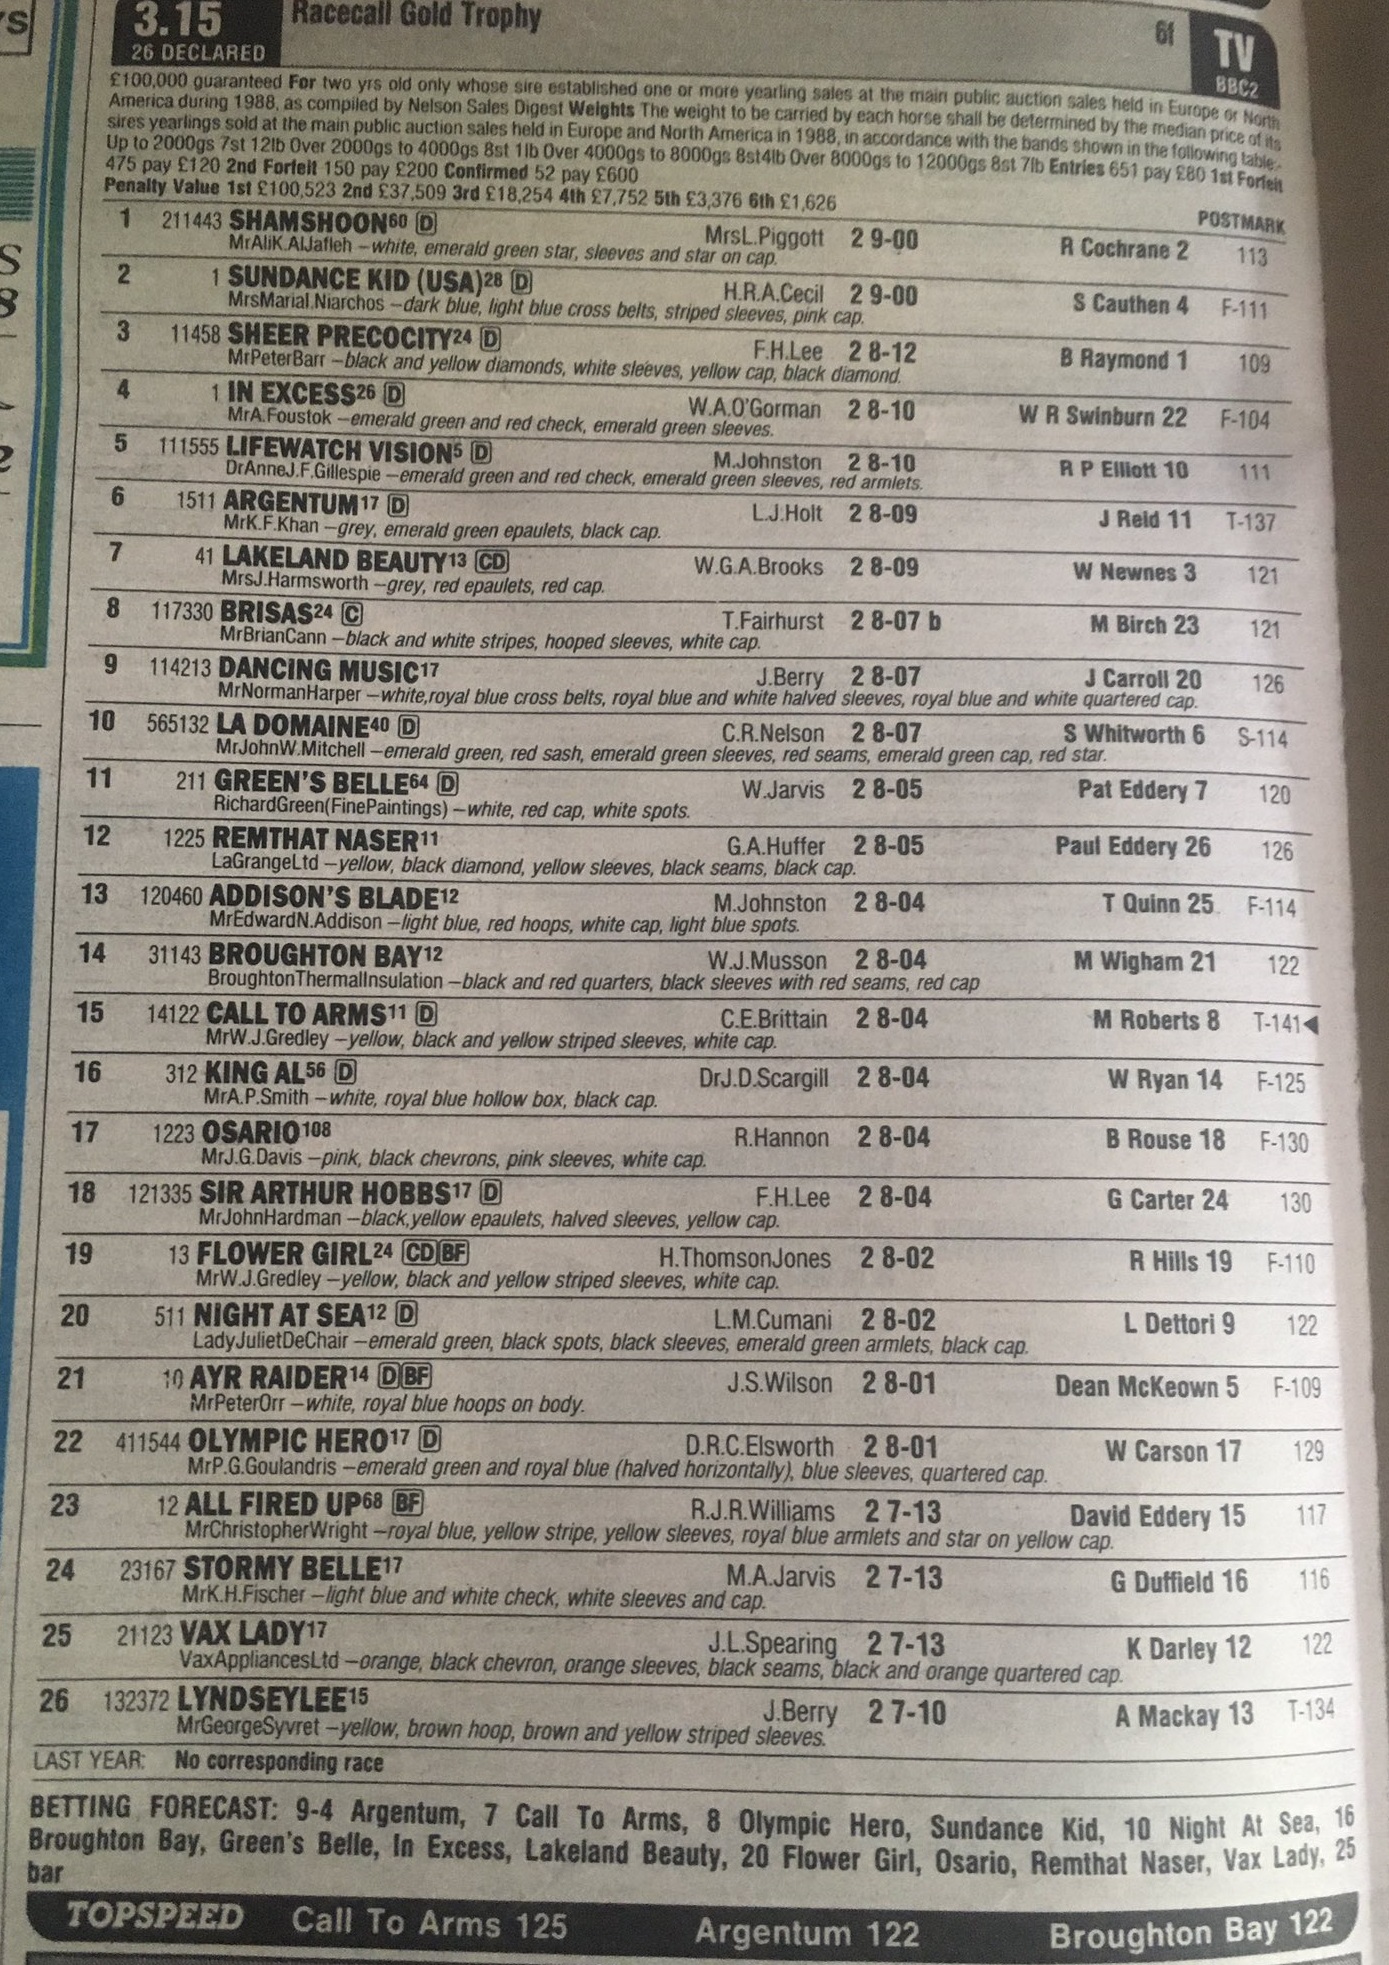 3.15 Racecall Gold Trophy 6f TV
26 DECLARED BBC2
£100,000 guaranteed For two yrs old only whose sire established one or more yearling sales at the main public auction sales held in Europe or North
America during 1988, as compiled by Nelson Sales Digest Weights The weight to be carried by each horse shall be determined by the median price of its
sires yearlings sold at the main public auction sales held in Europe and North America in 1988, in accordance with the bands shown in the following table:-
Up to 2000gs 7st 12lb Over 2000gs to 4000gs 8st 1lb Over 4000gs to 8000gs 8st4lb Over 8000gs to 12000gs 8st 7lb Entries 651 pay £80 1st Forfeit
475 pay £120 2nd Forfeit 150 pay £200 Confirmed 52 pay £600
Penalty Value 1st £100,523 2nd £37,509 3rd £18,254 4th £7,752 5th £3,376 6th £1,626
POSTMARK
1 211443 SHAMSHOON60 D MrsL.Piggott 2 9-00 R Cochrane 2 113
MrAliK.AlJafleh –white, emerald green star, sleeves and star on cap.
2 1 SUNDANCE KID (USA)28 D H.R.A.Cecil 2 9-00 S Cauthen 4 F-111
MrsMarial.Niarchos –dark blue, light blue cross belts, striped sleeves, pink cap.
3 11458 SHEER PRECOCITY24 D F.H.Lee 2 8-12 B Raymond 1 109
MrPeterBarr –black and yellow diamonds, white sleeves, yellow cap, black diamond.
4 1 IN EXCESS26 D W.A.O'Gorman 2 8-10 W R Swinburn 22 F-104
MrA.Foustok –emerald green and red check, emerald green sleeves.
5 111555 LIFEWATCH VISION5 D M.Johnston 2 8-10 R P Elliott 10 111
DrAnneJ.F.Gillespie –emerald green and red check, emerald green sleeves, red armlets.
6 1511 ARGENTUM17 D L.J.Holt 2 8-09 J Reid 11 T-137
MrK.F.Khan –grey, emerald green epaulets, black cap.
7 41 LAKELAND BEAUTY13 CD W.G.A.Brooks 2 8-09 W Newnes 3 121
MrsJ.Harmsworth –grey, red epaulets, red cap.
8 117330 BRISAS24 C T.Fairhurst 2 8-07 b M Birch 23 121
MrBrianCann –black and white stripes, hooped sleeves, white cap.
9 114213 DANCING MUSIC17 J.Berry 2 8-07 J Carroll 20 126
MrNormanHarper –white,royal blue cross belts, royal blue and white halved sleeves, royal blue and white quartered cap.
10 565132 LA DOMAINE40 D C.R.Nelson 2 8-07 S Whitworth 6 S-114
MrJohnW.Mitchell –emerald green, red sash, emerald green sleeves, red seams, emerald green cap, red star.
11 211 GREEN'S BELLE64 D W.Jarvis 2 8-05 Pat Eddery 7 120
RichardGreen(FinePaintings) –white, red cap, white spots.
12 1225 REMTHAT NASER11 G.A.Huffer 2 8-05 Paul Eddery 26 126
LaGrangeLtd –yellow, black diamond, yellow sleeves, black seams, black cap.
13 120460 ADDISON'S BLADE12 M.Johnston 2 8-04 T Quinn 25 F-114
MrEdwardN.Addison –light blue, red hoops, white cap, light blue spots.
14 31143 BROUGHTON BAY12 W.J.Musson 2 8-04 M Wigham 21 122
BroughtonThermalInsulation –black and red quarters, black sleeves with red seams, red cap
15 14122 CALL TO ARMS11 D C.E.Brittain 2 8-04 M Roberts 8 T-141◄
MrW.J.Gredley –yellow, black and yellow striped sleeves, white cap.
16 312 KING AL56 D DrJ.D.Scargill 2 8-04 W Ryan 14 F-125
MrA.P.Smith –white, royal blue hollow box, black cap.
17 1223 OSARIO108 R.Hannon 2 8-04 B Rouse 18 F-130
MrJ.G.Davis –pink, black chevrons, pink sleeves, white cap.
18 121335 SIR ARTHUR HOBBS17 D F.H.Lee 2 8-04 G Carter 24 130
MrJohnHardman –black,yellow epaulets, halved sleeves, yellow cap.
19 13 FLOWER GIRL24 CD BF H.ThomsonJones 2 8-02 R Hills 19 F-110
MrW.J.Gredley –yellow, black and yellow striped sleeves, white cap.
20 511 NIGHT AT SEA12 D L.M.Cumani 2 8-02 L Dettori 9 122
LadyJulietDeChair –emerald green, black spots, black sleeves, emerald green armlets, black cap.
21 10 AYR RAIDER14 D BF J.S.Wilson 2 8-01 Dean McKeown 5 F-109
MrPeterOrr –white, royal blue hoops on body.
22 411544 OLYMPIC HERO17 D D.R.C.Elsworth 2 8-01 W Carson 17 129
MrP.G.Goulandris –emerald green and royal blue (halved horizontally), blue sleeves, quartered cap.
23 12 ALL FIRED UP68 BF R.J.R.Williams 2 7-13 David Eddery 15 117
MrChristopherWright –royal blue, yellow stripe, yellow sleeves, royal blue armlets and star on yellow cap.
24 23167 STORMY BELLE17 M.A.Jarvis 2 7-13 G Duffield 16 116
MrK.H.Fischer –light blue and white check, white sleeves and cap.
25 21123 VAX LADY17 J.L.Spearing 2 7-13 K Darley 12 122
VaxAppliancesLtd –orange, black chevron, orange sleeves, black seams, black and orange quartered cap.
26 132372 LYNDSEYLEE15 J.Berry 2 7-10 A Mackay 13 T-134
MrGeorgeSyvret –yellow, brown hoop, brown and yellow striped sleeves.
LAST YEAR: No corresponding race
BETTING FORECAST: 9-4 Argentum, 7 Call To Arms, 8 Olympic Hero, Sundance Kid, 10 Night At Sea, 16
Broughton Bay, Green's Belle, In Excess, Lakeland Beauty, 20 Flower Girl, Osario, Remthat Naser, Vax Lady, 25
bar
TOPSPEED Call To Arms 125 Argentum 122 Broughton Bay 122